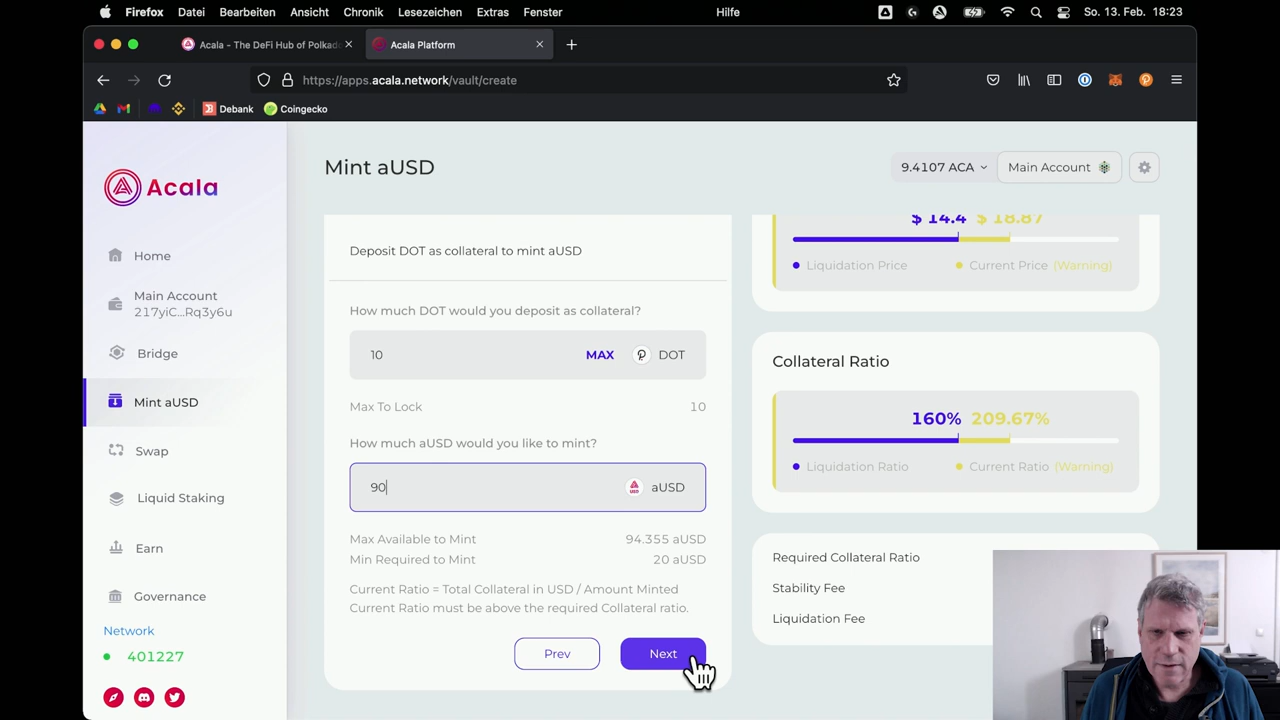 Firefox Datei Bearbeiten Ansicht Chronik Lesezeichen Extras Fenster Hilfe So. 13. Feb. 18:23
Acala - The DeFi Hub of Polkad
Acala Platform
https://apps.acala.network/vault/create
Debank Coingecko
Acala
Mint aUSD
9.4107 ACA
Main Account
Home
Main Account
217yiC...Rq3y6u
Bridge
Mint aUSD
Swap
Liquid Staking
Earn
Governance
Network
401227
Deposit DOT as collateral to mint aUSD
How much DOT would you deposit as collateral?
10 MAX DOT
Max To Lock 10
How much aUSD would you like to mint?
90 aUSD
Max Available to Mint 94.355 aUSD
Min Required to Mint 20 aUSD
Current Ratio = Total Collateral in USD / Amount Minted
Current Ratio must be above the required Collateral ratio.
Prev Next
$ 14.4 $ 18.87
Liquidation Price Current Price (Warning)
Collateral Ratio
160% 209.67%
Liquidation Ratio Current Ratio (Warning)
Required Collateral Ratio
Stability Fee
Liquidation Fee